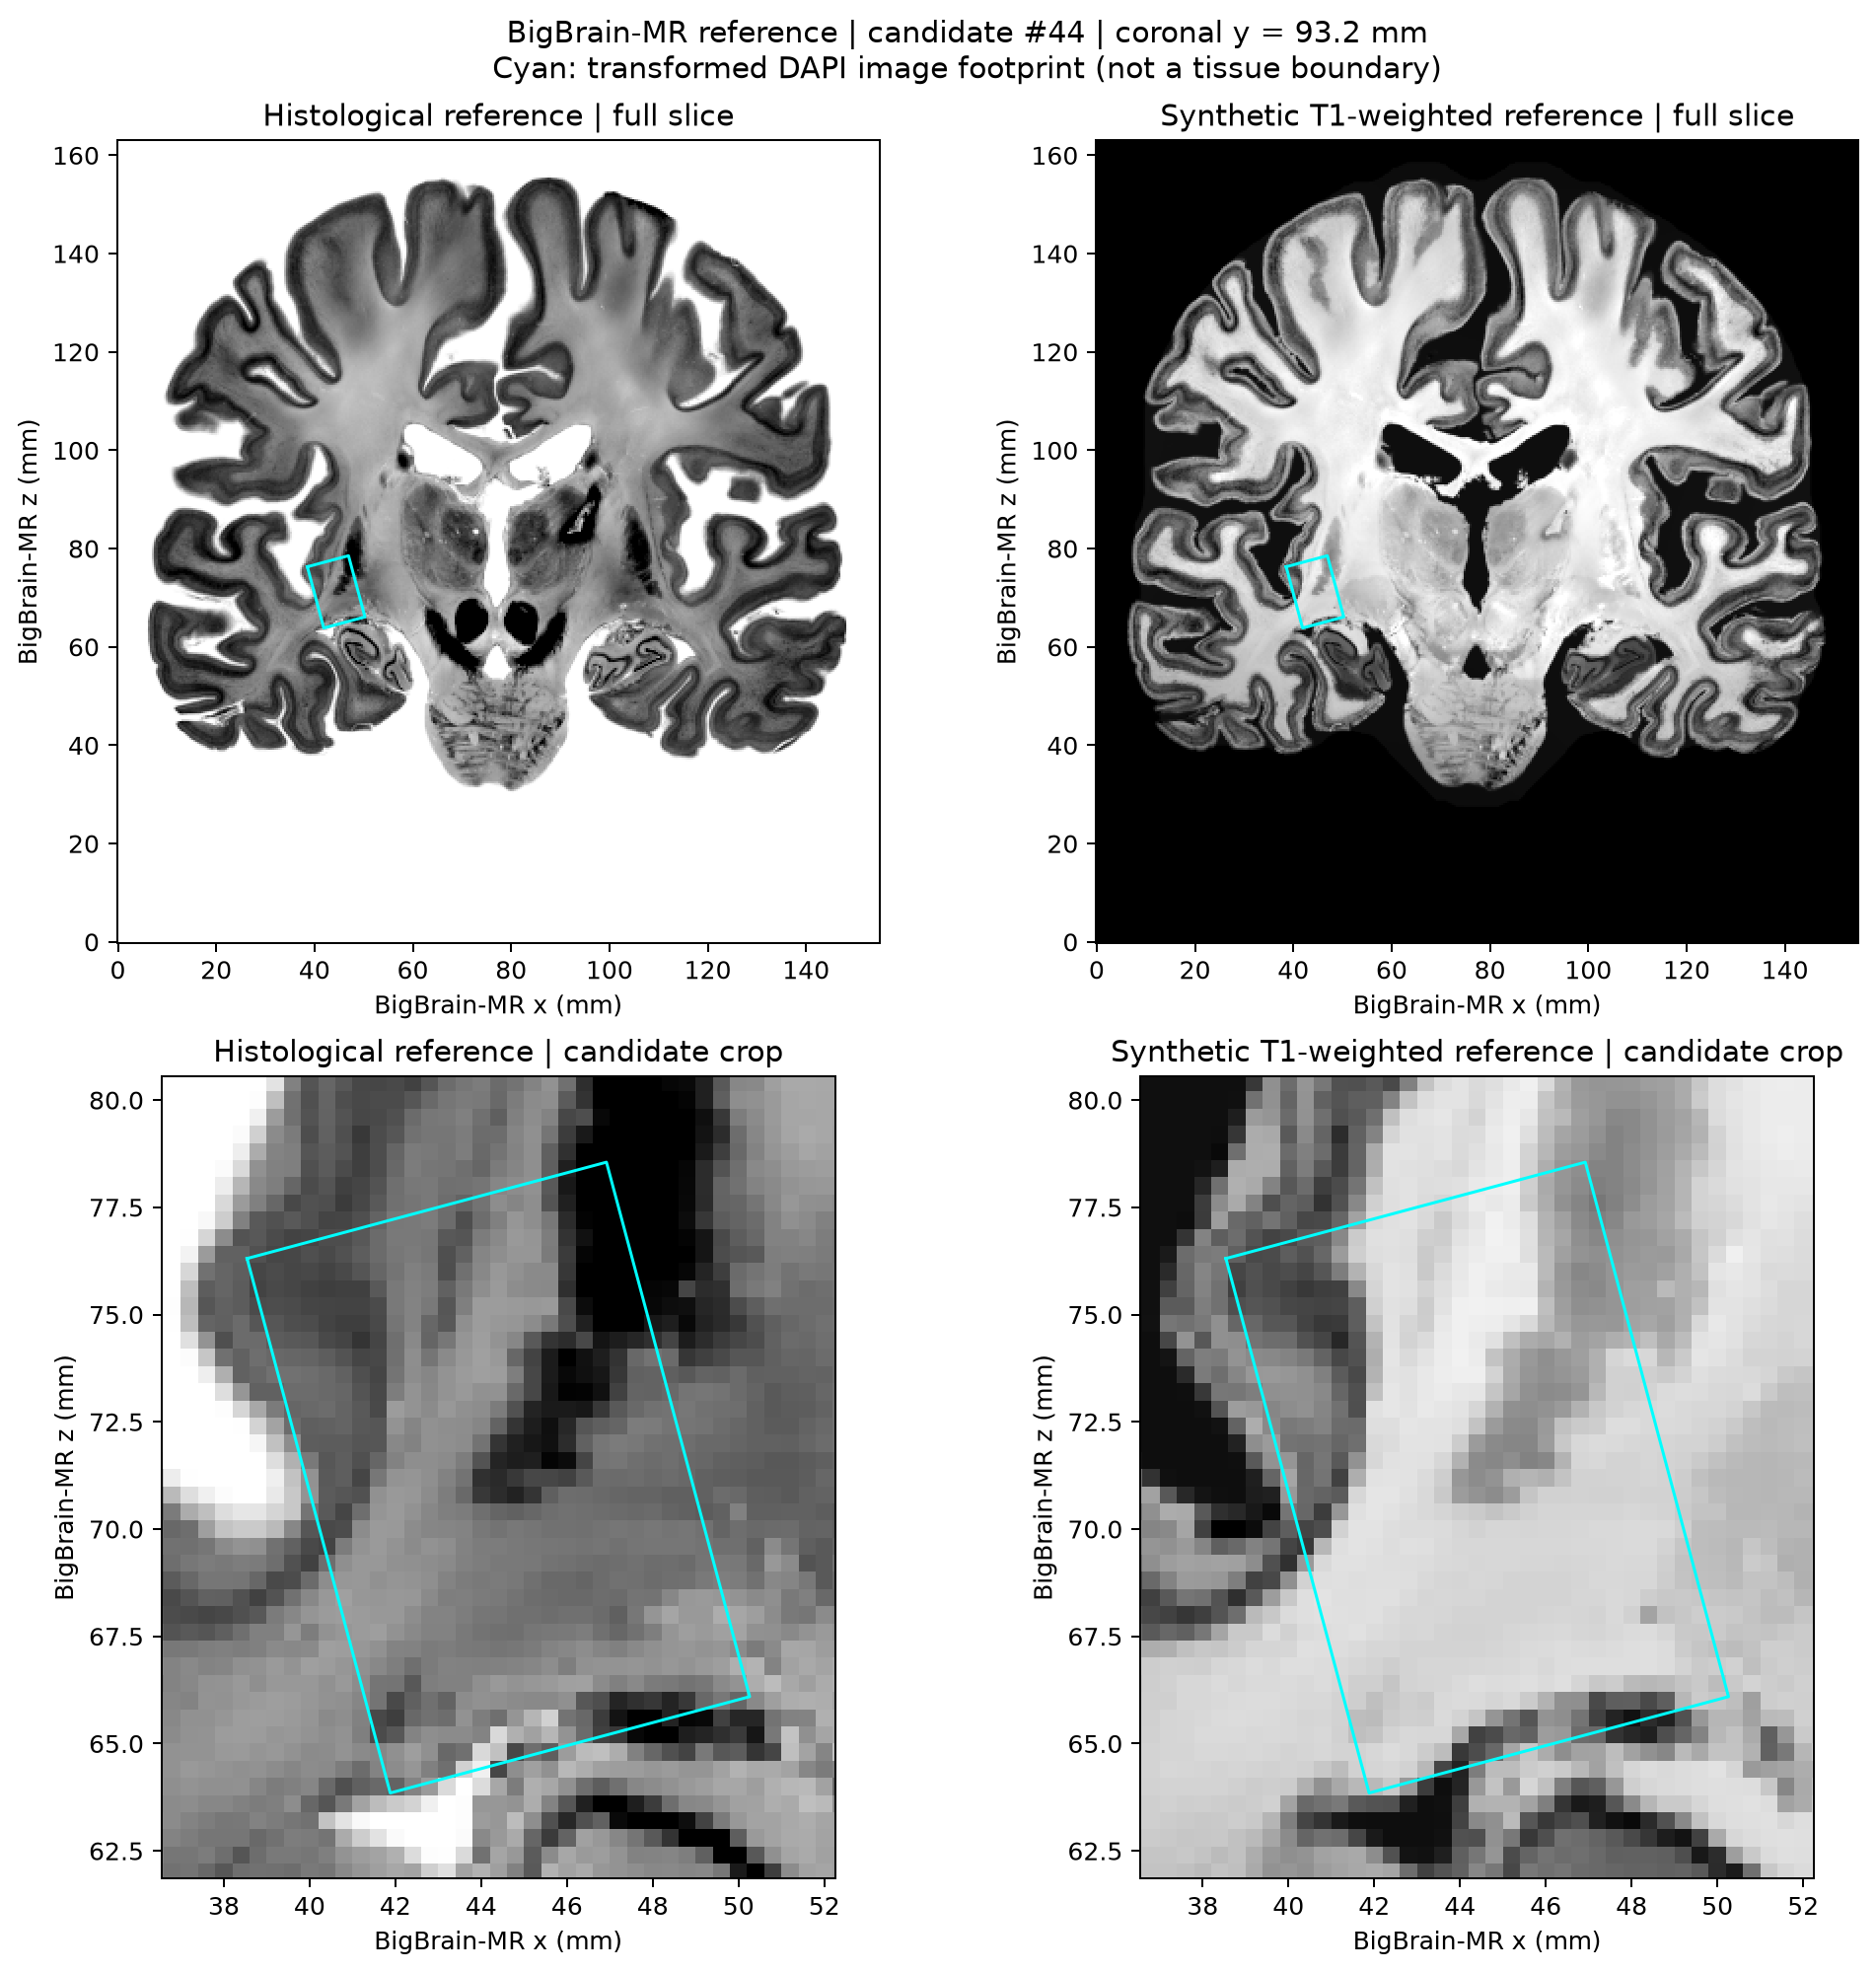 BigBrain-MR reference | candidate #44 | coronal y = 93.2 mm
Cyan: transformed DAPI image footprint (not a tissue boundary)
Histological reference | full slice
160
140
120
100
80
60
40
20
0
BigBrain-MR z (mm)
0 20 40 60 80 100 120 140
BigBrain-MR x (mm)
Synthetic T1-weighted reference | full slice
160
140
120
100
80
60
40
20
0
BigBrain-MR z (mm)
0 20 40 60 80 100 120 140
BigBrain-MR x (mm)
Histological reference | candidate crop
80.0
77.5
75.0
72.5
70.0
67.5
65.0
62.5
BigBrain-MR z (mm)
38 40 42 44 46 48 50 52
BigBrain-MR x (mm)
Synthetic T1-weighted reference | candidate crop
80.0
77.5
75.0
72.5
70.0
67.5
65.0
62.5
BigBrain-MR z (mm)
38 40 42 44 46 48 50 52
BigBrain-MR x (mm)